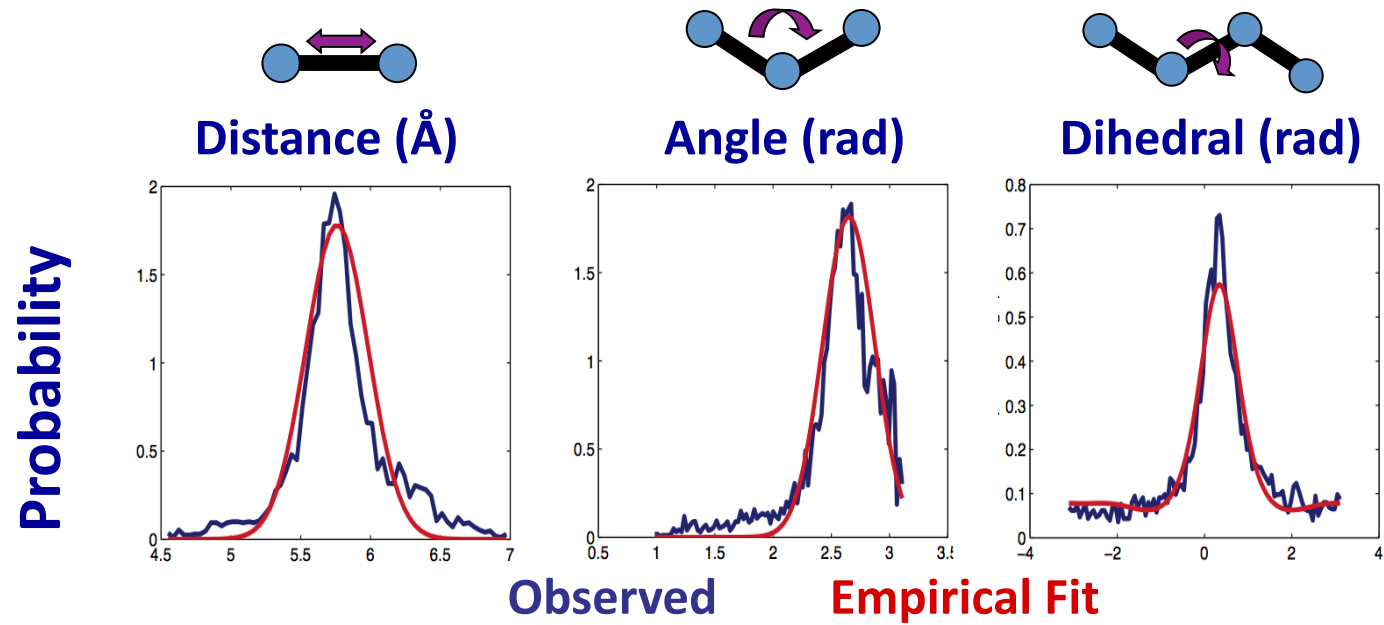 Distance (Å)
Angle (rad)
Dihedral (rad)
Probability
2
1.5
1
0.5
0
4.5 5 5.5 6 6.5 7
2
1.5
1
0.5
0
0.5 1 1.5 2 2.5 3 3.5
0.8
0.7
0.6
0.5
0.4
0.3
0.2
0.1
0
−4 −2 0 2 4
Observed
Empirical Fit